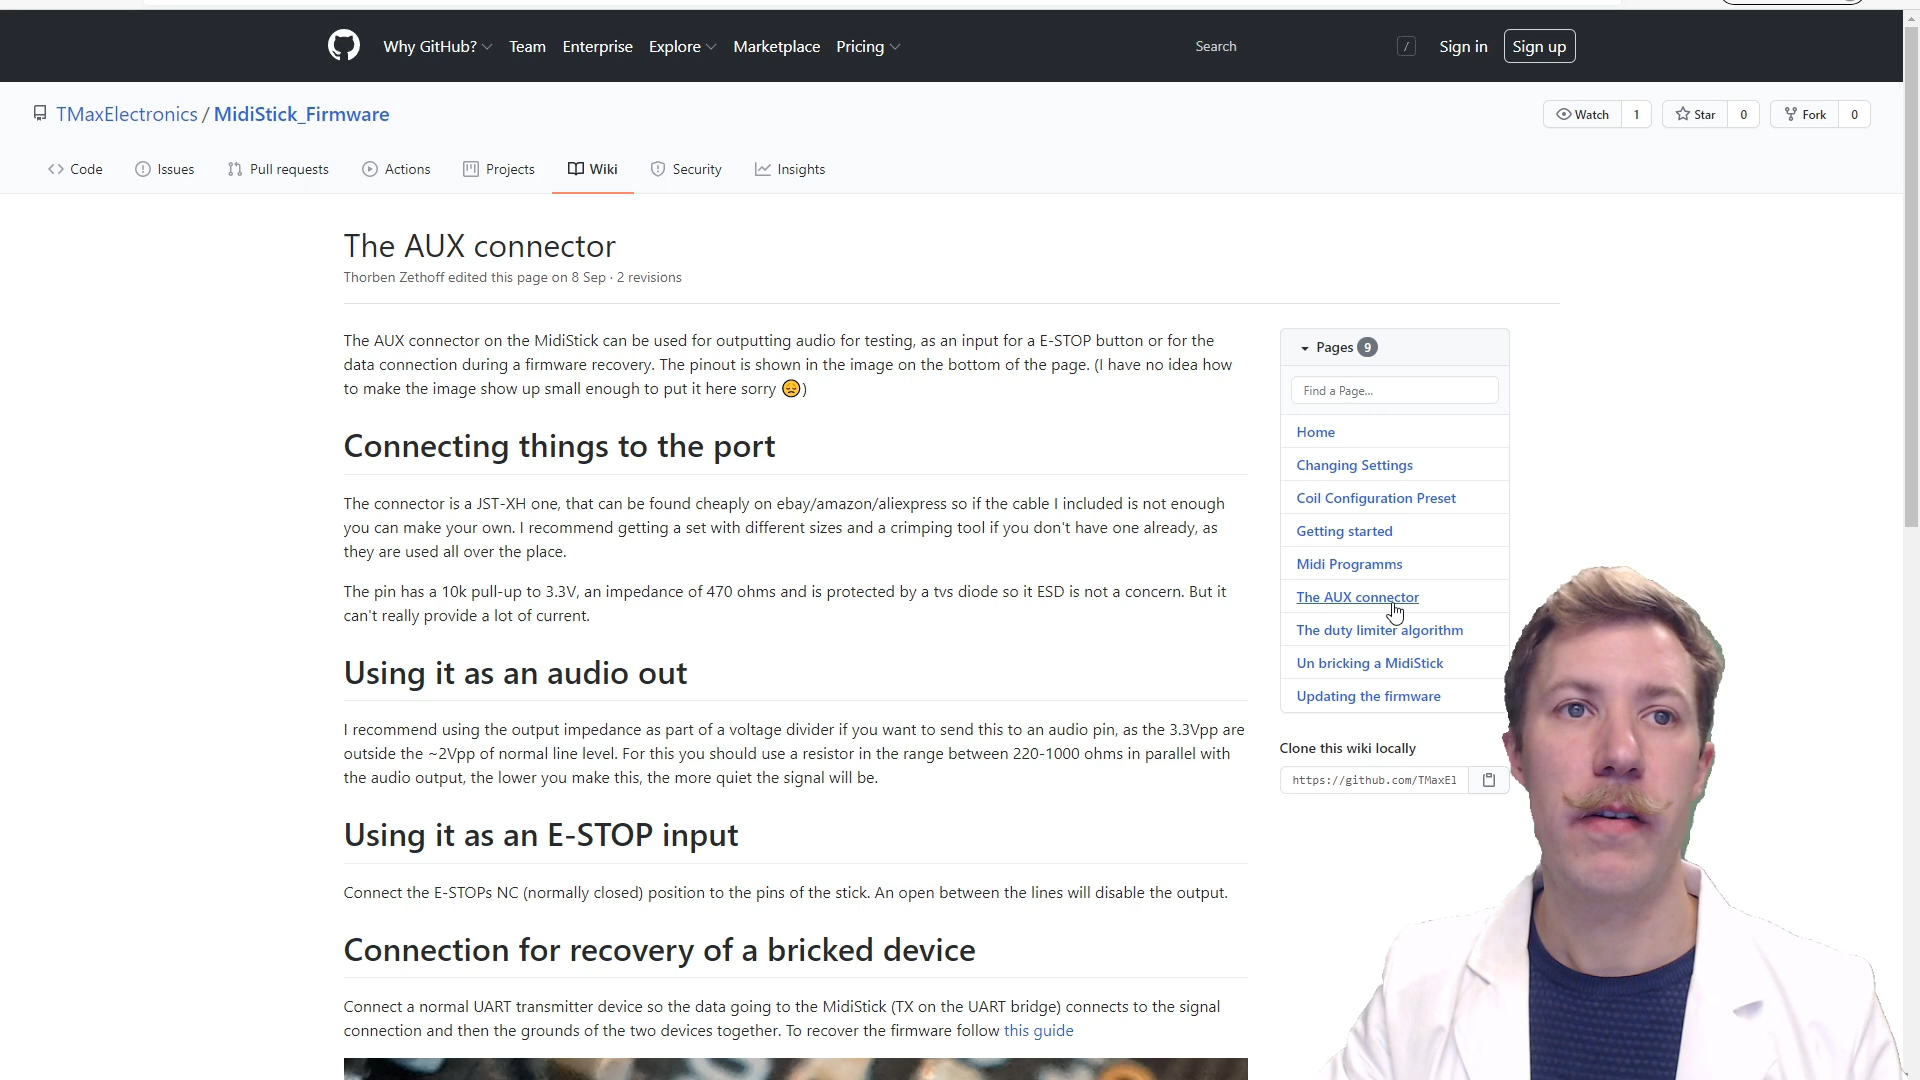 Why GitHub? Team Enterprise Explore Marketplace Pricing Search / Sign in Sign up
TMaxElectronics / MidiStick_Firmware Watch 1 Star 0 Fork 0
Code Issues Pull requests Actions Projects Wiki Security Insights
The AUX connector
Thorben Zethoff edited this page on 8 Sep · 2 revisions
The AUX connector on the MidiStick can be used for outputting audio for testing, as an input for a E-STOP button or for the
data connection during a firmware recovery. The pinout is shown in the image on the bottom of the page. (I have no idea how
to make the image show up small enough to put it here sorry 😞)
Connecting things to the port
The connector is a JST-XH one, that can be found cheaply on ebay/amazon/aliexpress so if the cable I included is not enough
you can make your own. I recommend getting a set with different sizes and a crimping tool if you don't have one already, as
they are used all over the place.
The pin has a 10k pull-up to 3.3V, an impedance of 470 ohms and is protected by a tvs diode so it ESD is not a concern. But it
can't really provide a lot of current.
Using it as an audio out
I recommend using the output impedance as part of a voltage divider if you want to send this to an audio pin, as the 3.3Vpp are
outside the ~2Vpp of normal line level. For this you should use a resistor in the range between 220-1000 ohms in parallel with
the audio output, the lower you make this, the more quiet the signal will be.
Using it as an E-STOP input
Connect the E-STOPs NC (normally closed) position to the pins of the stick. An open between the lines will disable the output.
Connection for recovery of a bricked device
Connect a normal UART transmitter device so the data going to the MidiStick (TX on the UART bridge) connects to the signal
connection and then the grounds of the two devices together. To recover the firmware follow this guide
Pages 9
Find a Page...
Home
Changing Settings
Coil Configuration Preset
Getting started
Midi Programms
The AUX connector
The duty limiter algorithm
Un bricking a MidiStick
Updating the firmware
Clone this wiki locally
https://github.com/TMaxEl